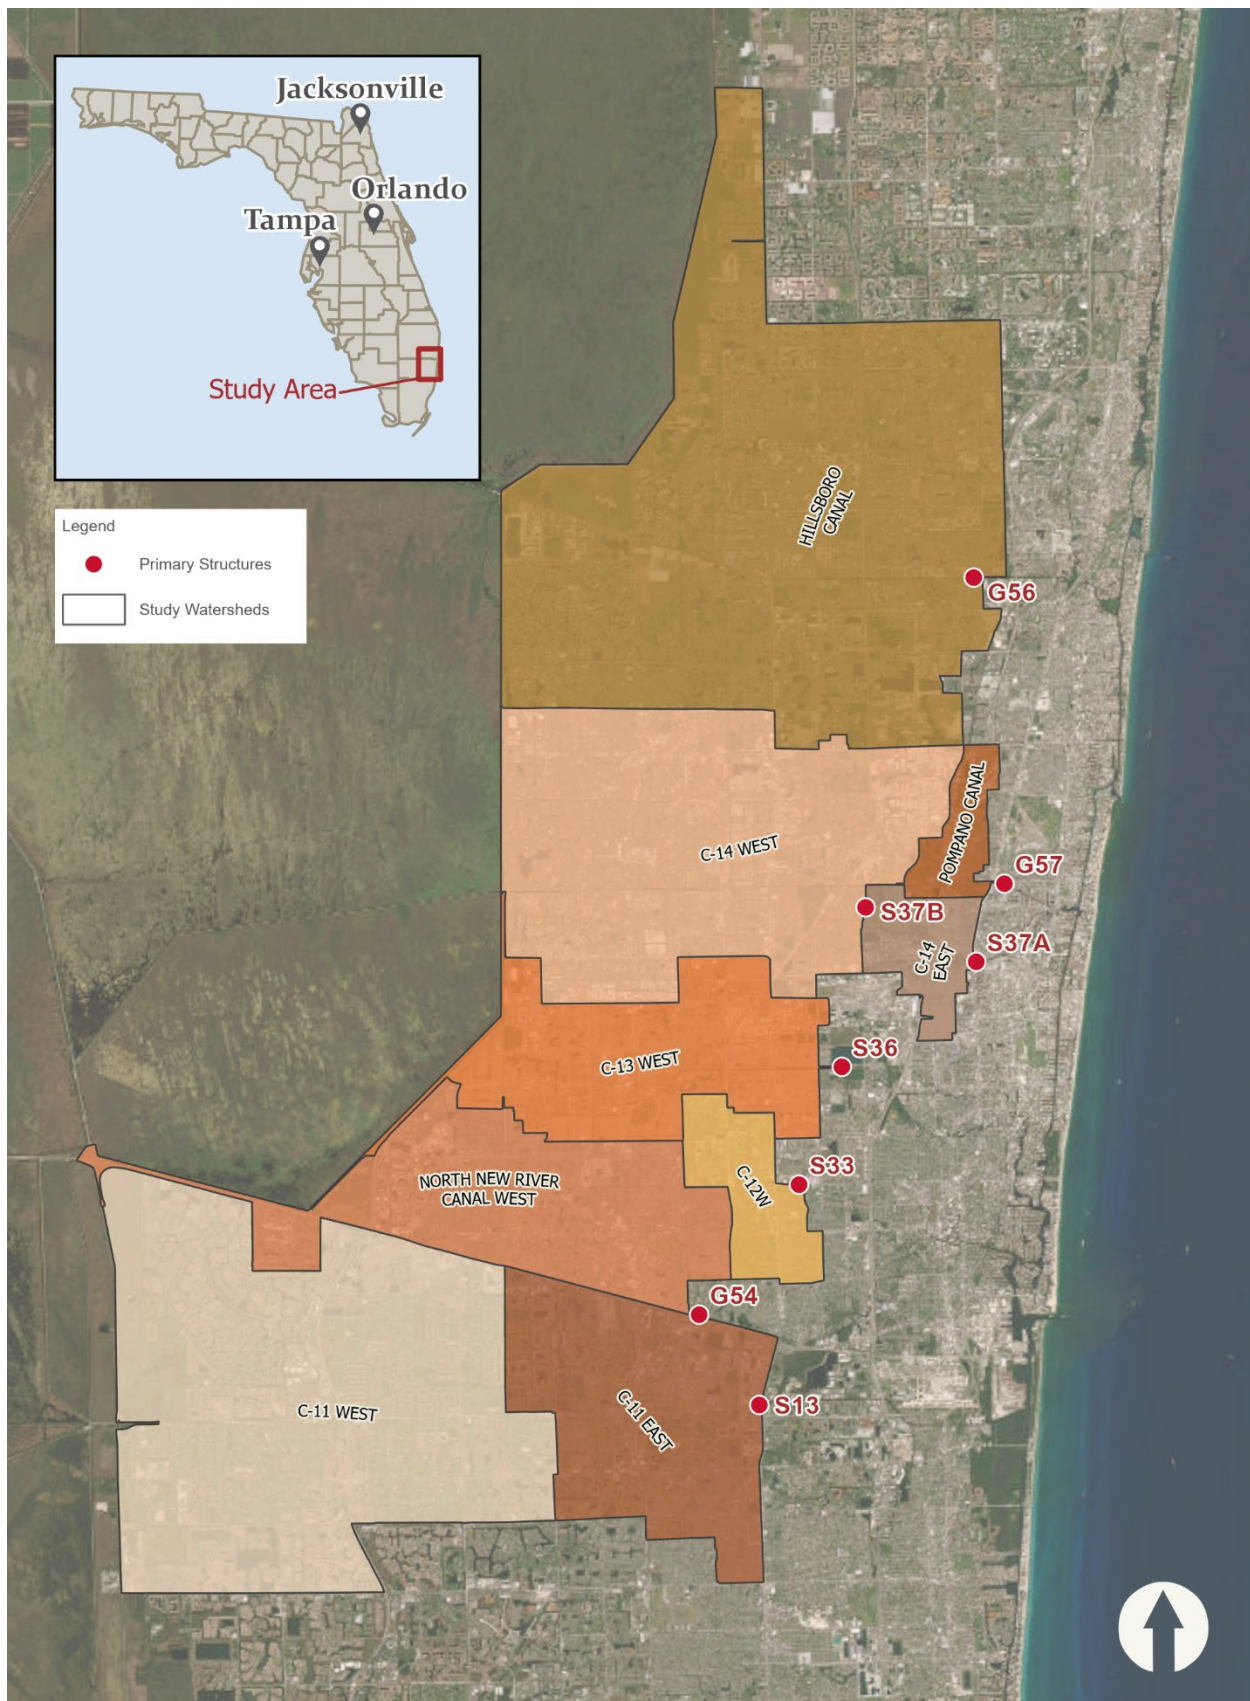 Jacksonville
Orlando
Tampa
Study Area
Legend
Primary Structures
Study Watersheds
HILLSBORO
CANAL
G56
POMPANO CANAL
C-14 WEST
G57
S37B
C-14
EAST
S37A
S36
C-13 WEST
NORTH NEW RIVER
CANAL WEST
C-12W
S33
G54
C-11 WEST
C-11 EAST
S13